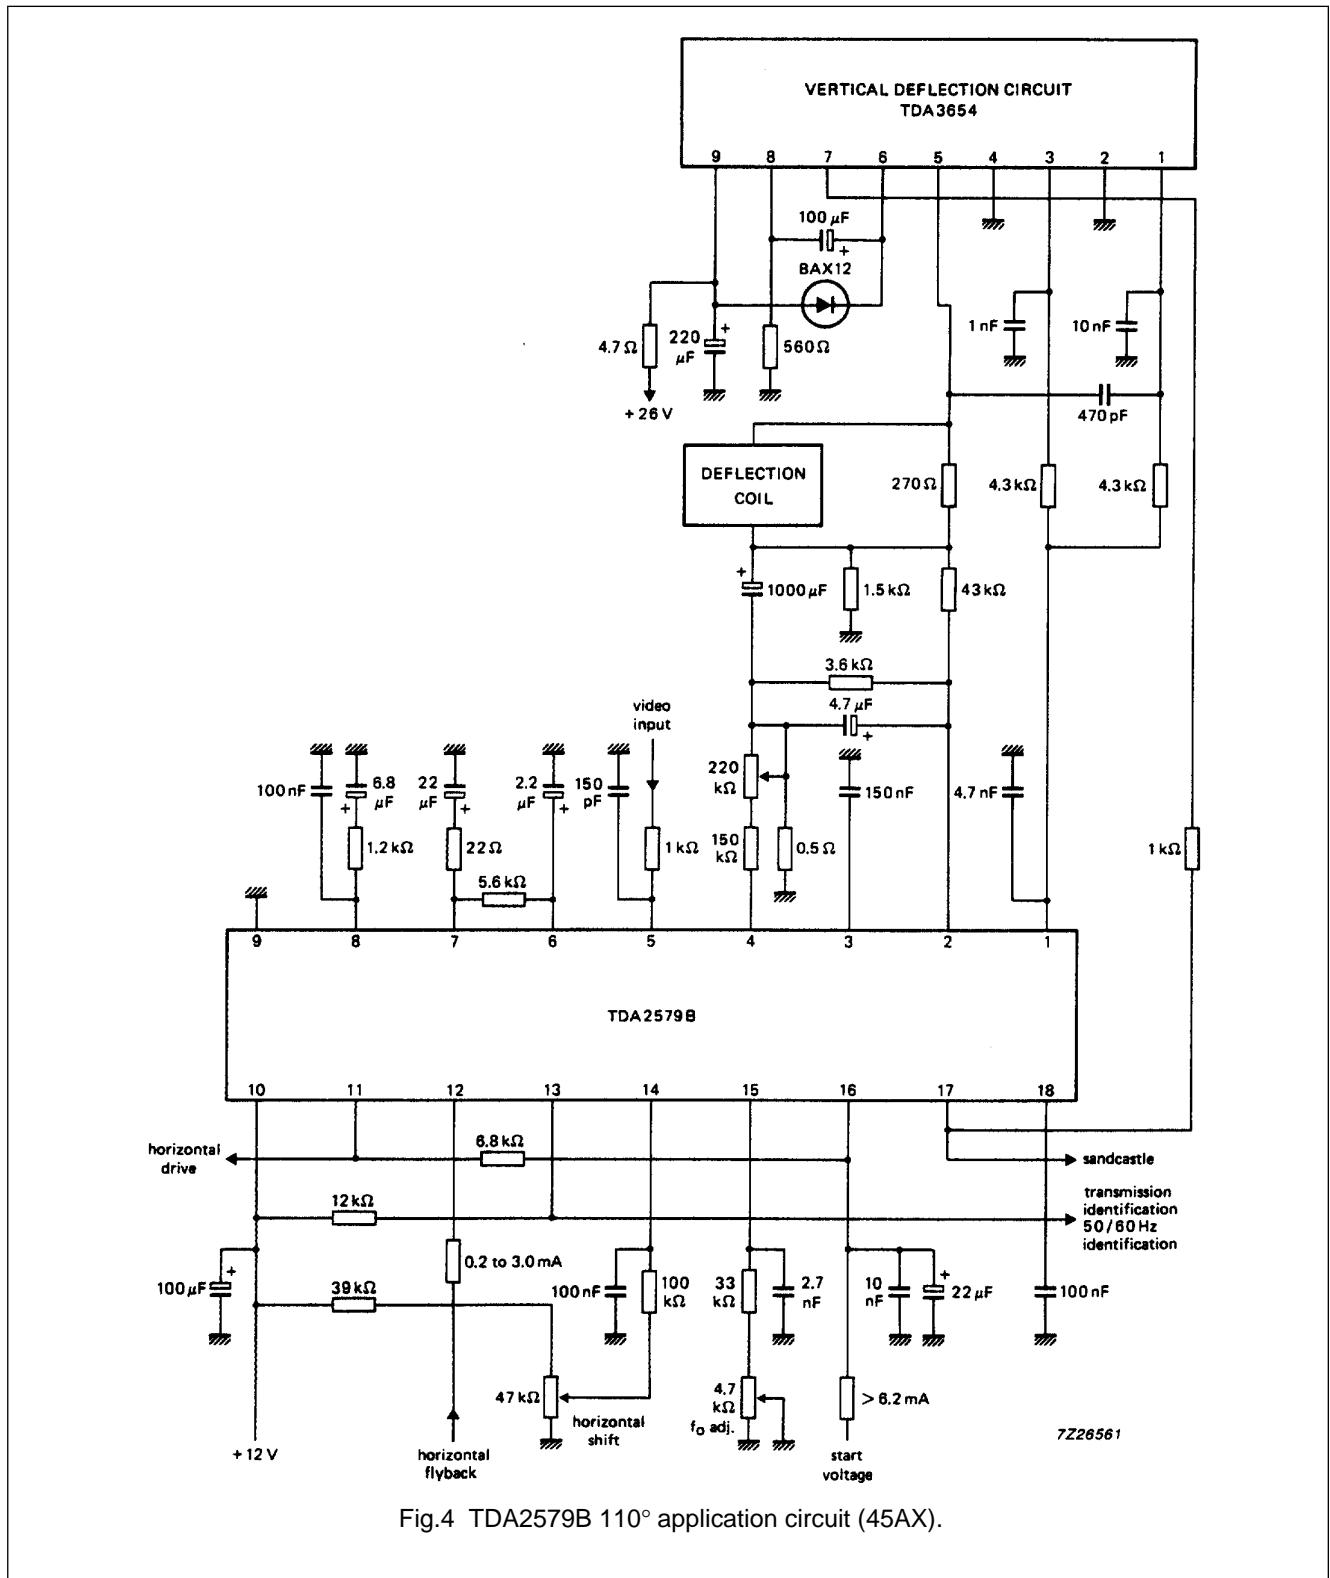 VERTICAL DEFLECTION CIRCUIT
TDA3654
9 8 7 6 5 4 3 2 1
100 µF
+
BAX12
4.7 Ω
220 µF
+
560 Ω
1 nF
10 nF
+ 26 V
470 pF
DEFLECTION
COIL
270 Ω
4.3 kΩ
4.3 kΩ
+
1000 µF
1.5 kΩ
43 kΩ
3.6 kΩ
4.7 µF
+
video
input
100 nF
6.8 µF
+
22 µF
+
2.2 µF
+
150 pF
220 kΩ
150 nF
4.7 nF
1.2 kΩ
22 Ω
1 kΩ
150 kΩ
0.5 Ω
1 kΩ
5.6 kΩ
9 8 7 6 5 4 3 2 1
TDA2579B
10 11 12 13 14 15 16 17 18
horizontal
drive
6.8 kΩ
sandcastle
12 kΩ
transmission
identification
50 / 60 Hz
identification
100 µF
+
0.2 to 3.0 mA
39 kΩ
100 nF
100 kΩ
33 kΩ
2.7 nF
10 nF
+
22 µF
100 nF
47 kΩ
horizontal
shift
4.7 kΩ
fo adj.
> 6.2 mA
+ 12 V
horizontal
flyback
start
voltage
7Z26561
Fig.4 TDA2579B 110° application circuit (45AX).